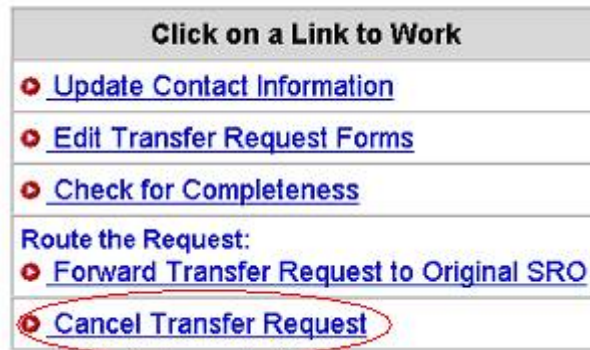 Click on a Link to Work
Update Contact Information
Edit Transfer Request Forms
Check for Completeness
Route the Request:
Forward Transfer Request to Original SRO
Cancel Transfer Request